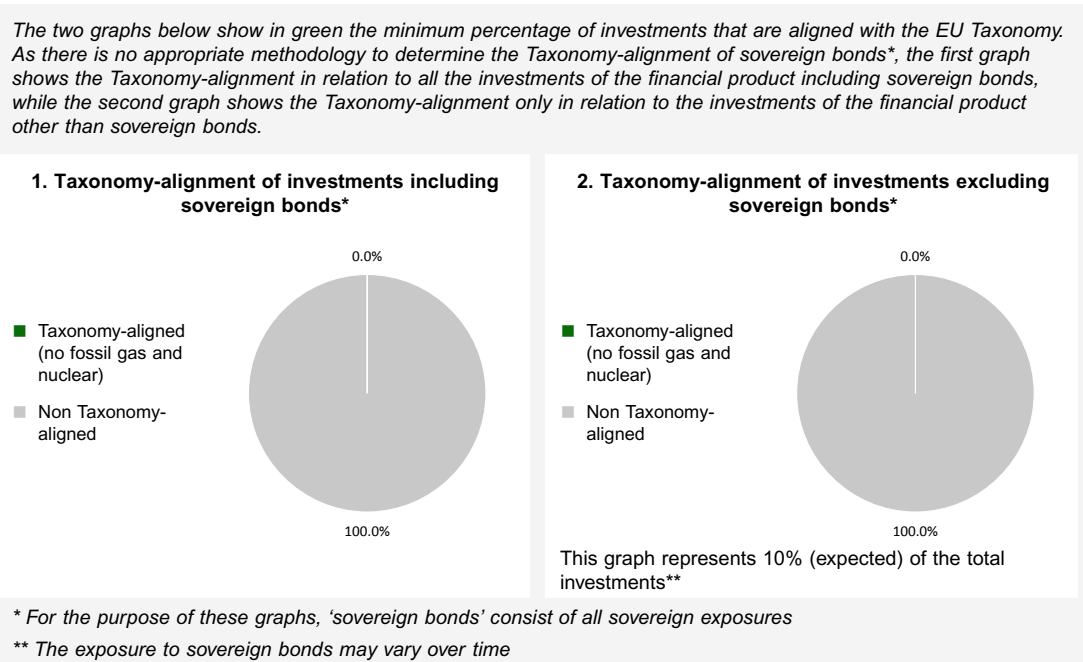 The two graphs below show in green the minimum percentage of investments that are aligned with the EU Taxonomy.
As there is no appropriate methodology to determine the Taxonomy-alignment of sovereign bonds*, the first graph
shows the Taxonomy-alignment in relation to all the investments of the financial product including sovereign bonds,
while the second graph shows the Taxonomy-alignment only in relation to the investments of the financial product
other than sovereign bonds.
1. Taxonomy-alignment of investments including
sovereign bonds*
0.0%
Taxonomy-aligned
(no fossil gas and
nuclear)
Non Taxonomy-
aligned
100.0%
2. Taxonomy-alignment of investments excluding
sovereign bonds*
0.0%
Taxonomy-aligned
(no fossil gas and
nuclear)
Non Taxonomy-
aligned
100.0%
This graph represents 10% (expected) of the total
investments**
* For the purpose of these graphs, ‘sovereign bonds’ consist of all sovereign exposures
** The exposure to sovereign bonds may vary over time